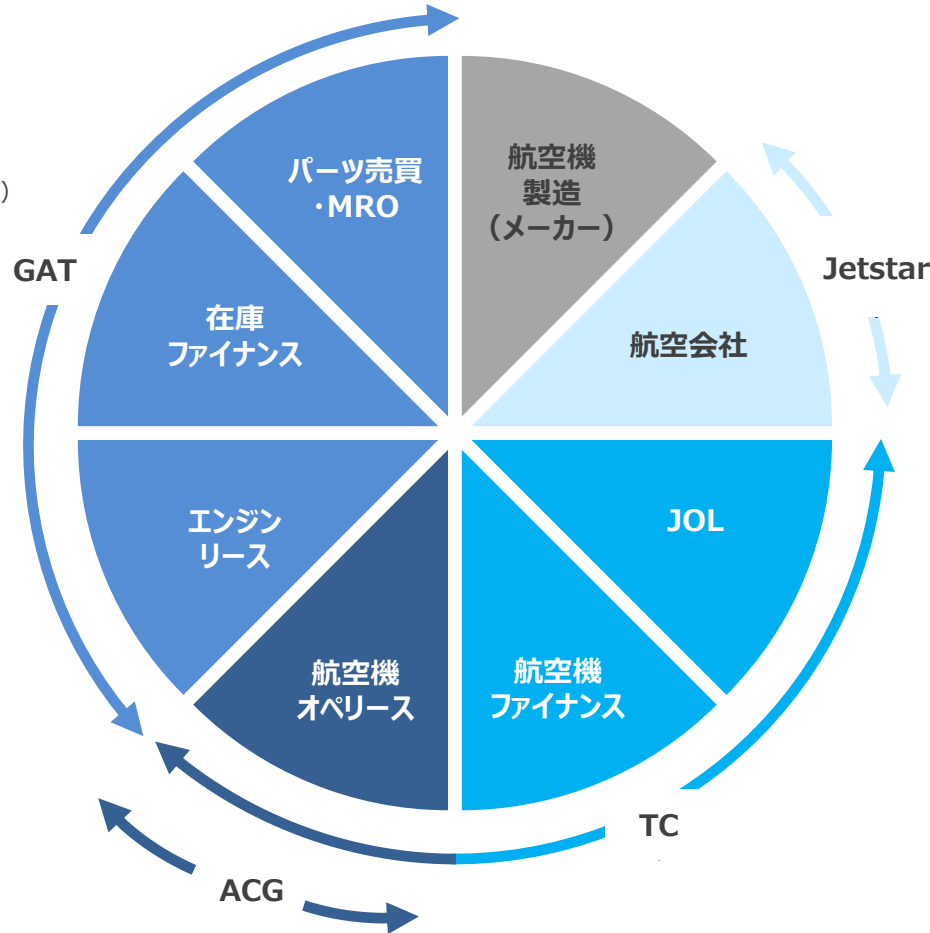 パーツ売買
・MRO
航空機
製造
（メーカー）
）
GAT
Jetstar
在庫
ファイナンス
航空会社
エンジン
リース
JOL
航空機
オペリース
航空機
ファイナンス
TC
ACG